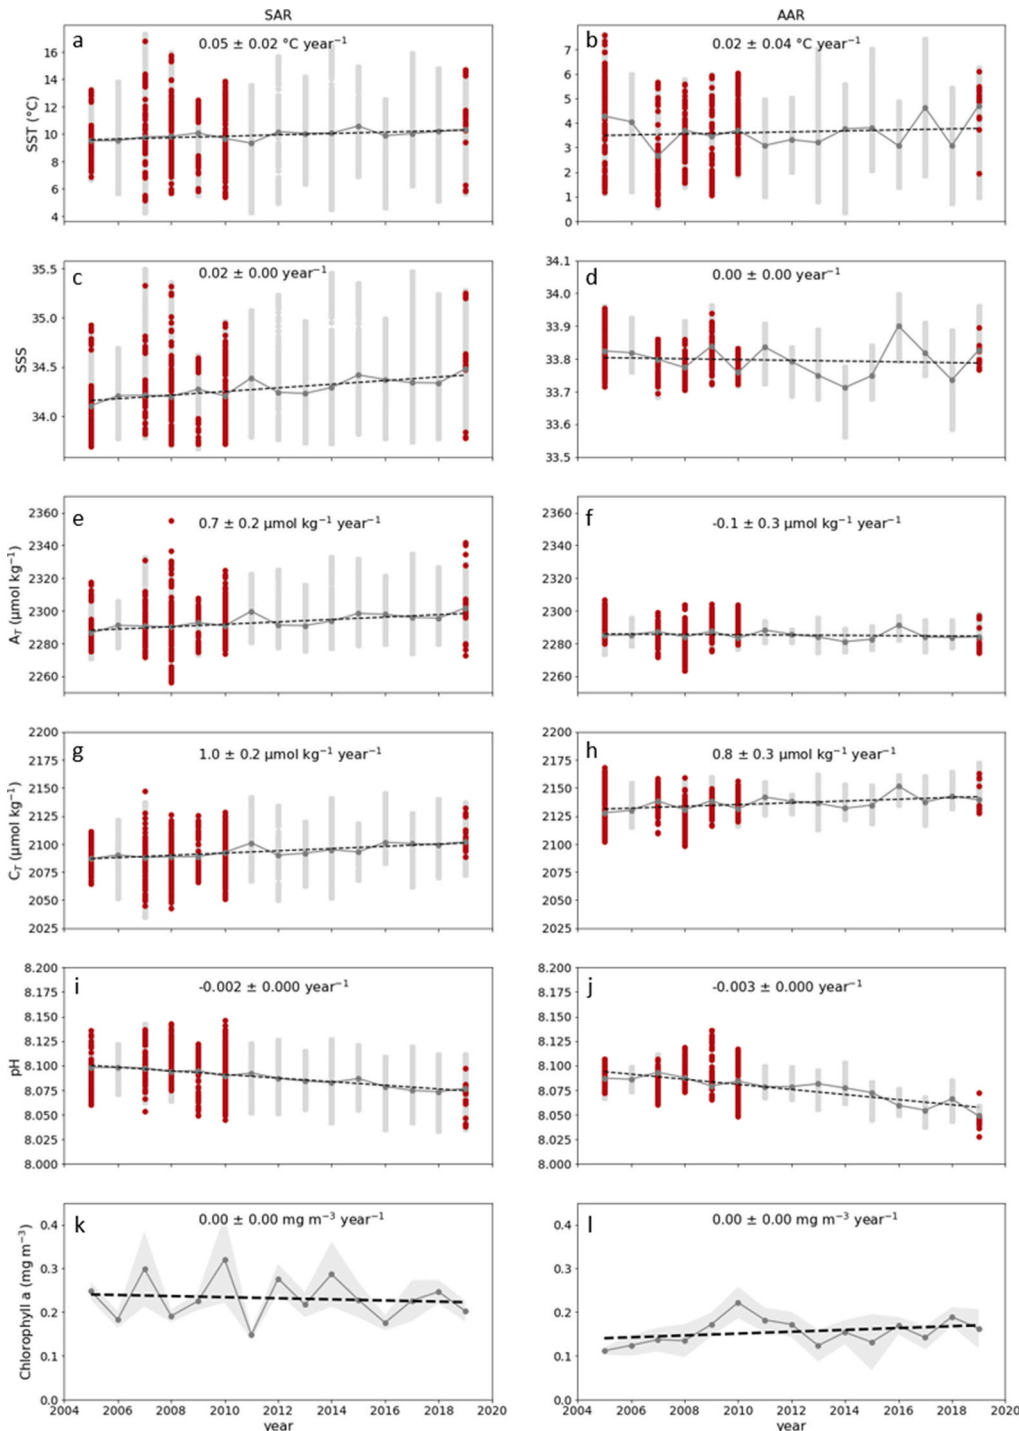 SAR
AAR
a
0.05 ± 0.02 °C year⁻¹
SST (°C)
16
14
12
10
8
6
4
b
0.02 ± 0.04 °C year⁻¹
7
6
5
4
3
2
1
0
c
0.02 ± 0.00 year⁻¹
SSS
35.5
35.0
34.5
34.0
d
0.00 ± 0.00 year⁻¹
34.1
33.9
33.8
33.6
33.5
e
0.7 ± 0.2 µmol kg⁻¹ year⁻¹
A_T (µmol kg⁻¹)
2360
2340
2320
2300
2280
2260
f
-0.1 ± 0.3 µmol kg⁻¹ year⁻¹
2360
2340
2320
2300
2280
2260
g
1.0 ± 0.2 µmol kg⁻¹ year⁻¹
C_T (µmol kg⁻¹)
2200
2175
2150
2125
2100
2075
2050
2025
h
0.8 ± 0.3 µmol kg⁻¹ year⁻¹
2200
2175
2150
2125
2100
2075
2050
2025
i
-0.002 ± 0.000 year⁻¹
pH
8.200
8.175
8.150
8.125
8.100
8.075
8.050
8.025
8.000
j
-0.003 ± 0.000 year⁻¹
8.200
8.175
8.150
8.125
8.100
8.075
8.050
8.025
8.000
k
0.00 ± 0.00 mg m⁻³ year⁻¹
Chlorophyll a (mg m⁻³)
0.4
0.3
0.2
0.1
0.0
2004 2006 2008 2010 2012 2014 2016 2018 2020
year
l
0.00 ± 0.00 mg m⁻³ year⁻¹
0.4
0.3
0.2
0.1
0.0
2004 2006 2008 2010 2012 2014 2016 2018 2020
year